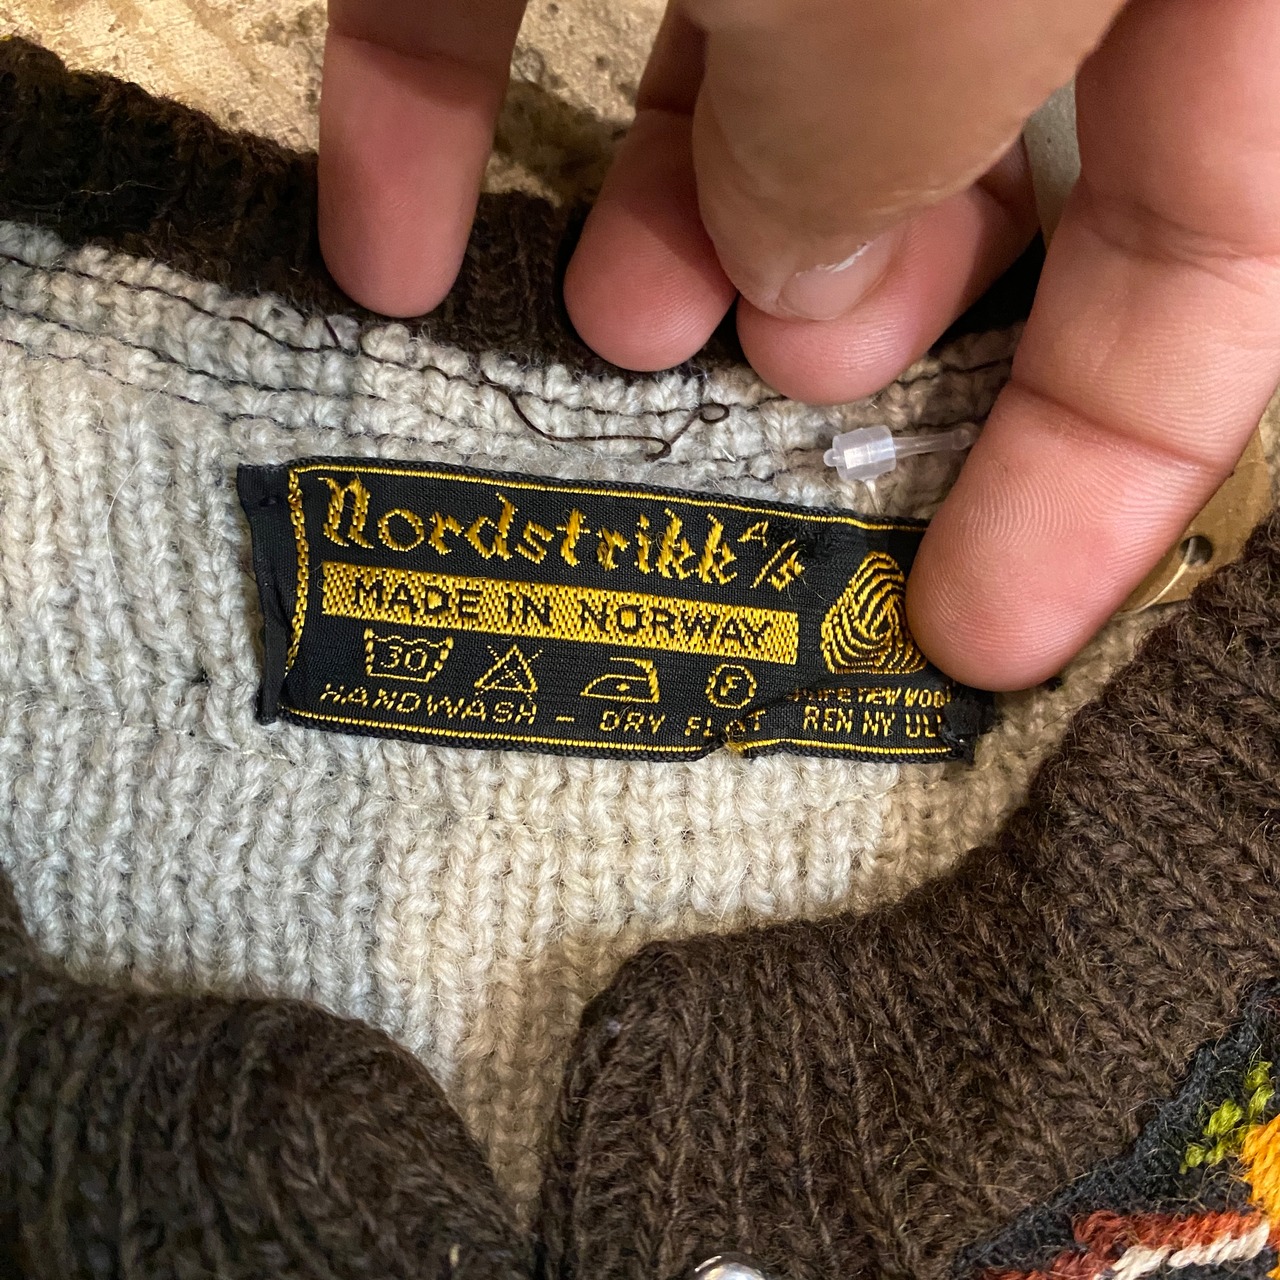 Nordstrikk A/S
MADE IN NORWAY
30 F
HANDWASH - DRY FLAT
PURE NEW WOOL
REN NY ULL